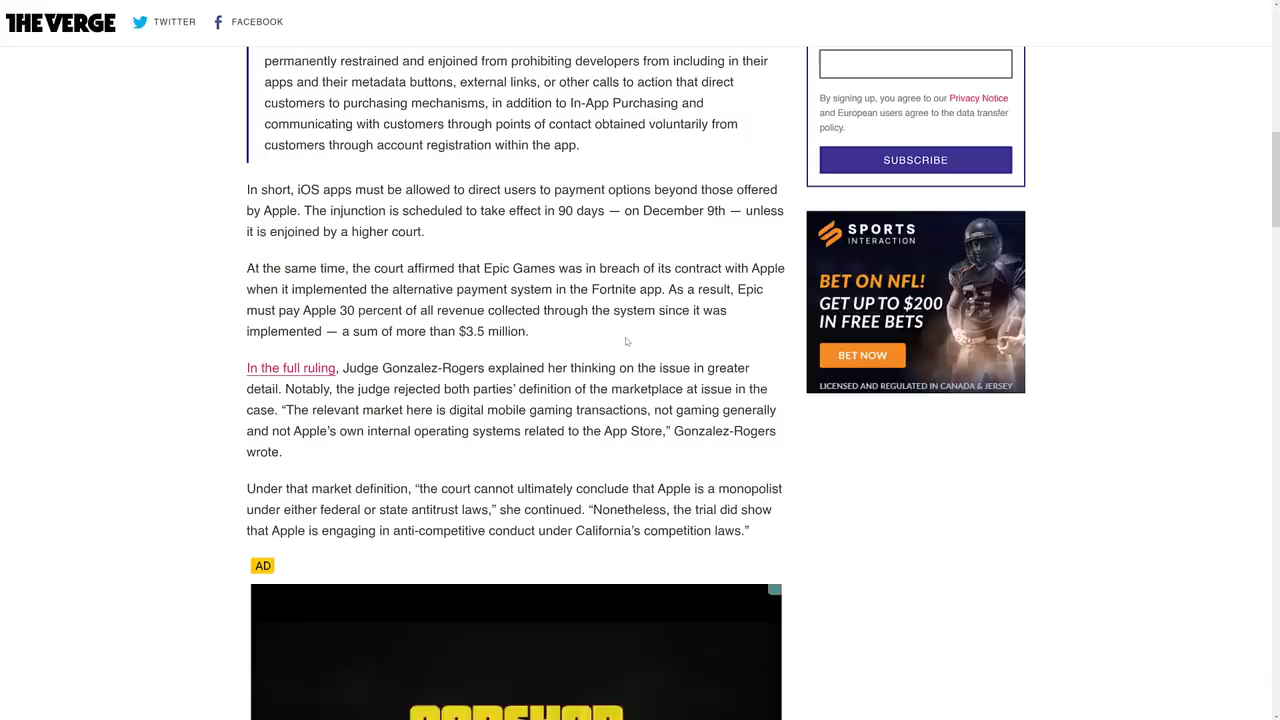 THE VERGE
TWITTER
FACEBOOK
permanently restrained and enjoined from prohibiting developers from including in their
apps and their metadata buttons, external links, or other calls to action that direct
customers to purchasing mechanisms, in addition to In-App Purchasing and
communicating with customers through points of contact obtained voluntarily from
customers through account registration within the app.
In short, iOS apps must be allowed to direct users to payment options beyond those offered
by Apple. The injunction is scheduled to take effect in 90 days — on December 9th — unless
it is enjoined by a higher court.
At the same time, the court affirmed that Epic Games was in breach of its contract with Apple
when it implemented the alternative payment system in the Fortnite app. As a result, Epic
must pay Apple 30 percent of all revenue collected through the system since it was
implemented — a sum of more than $3.5 million.
In the full ruling, Judge Gonzalez-Rogers explained her thinking on the issue in greater
detail. Notably, the judge rejected both parties’ definition of the marketplace at issue in the
case. “The relevant market here is digital mobile gaming transactions, not gaming generally
and not Apple’s own internal operating systems related to the App Store,” Gonzalez-Rogers
wrote.
Under that market definition, “the court cannot ultimately conclude that Apple is a monopolist
under either federal or state antitrust laws,” she continued. “Nonetheless, the trial did show
that Apple is engaging in anti-competitive conduct under California’s competition laws.”
AD
By signing up, you agree to our Privacy Notice
and European users agree to the data transfer
policy.
SUBSCRIBE
SPORTS
INTERACTION
BET ON NFL!
GET UP TO $200
IN FREE BETS
BET NOW
LICENSED AND REGULATED IN CANADA & JERSEY